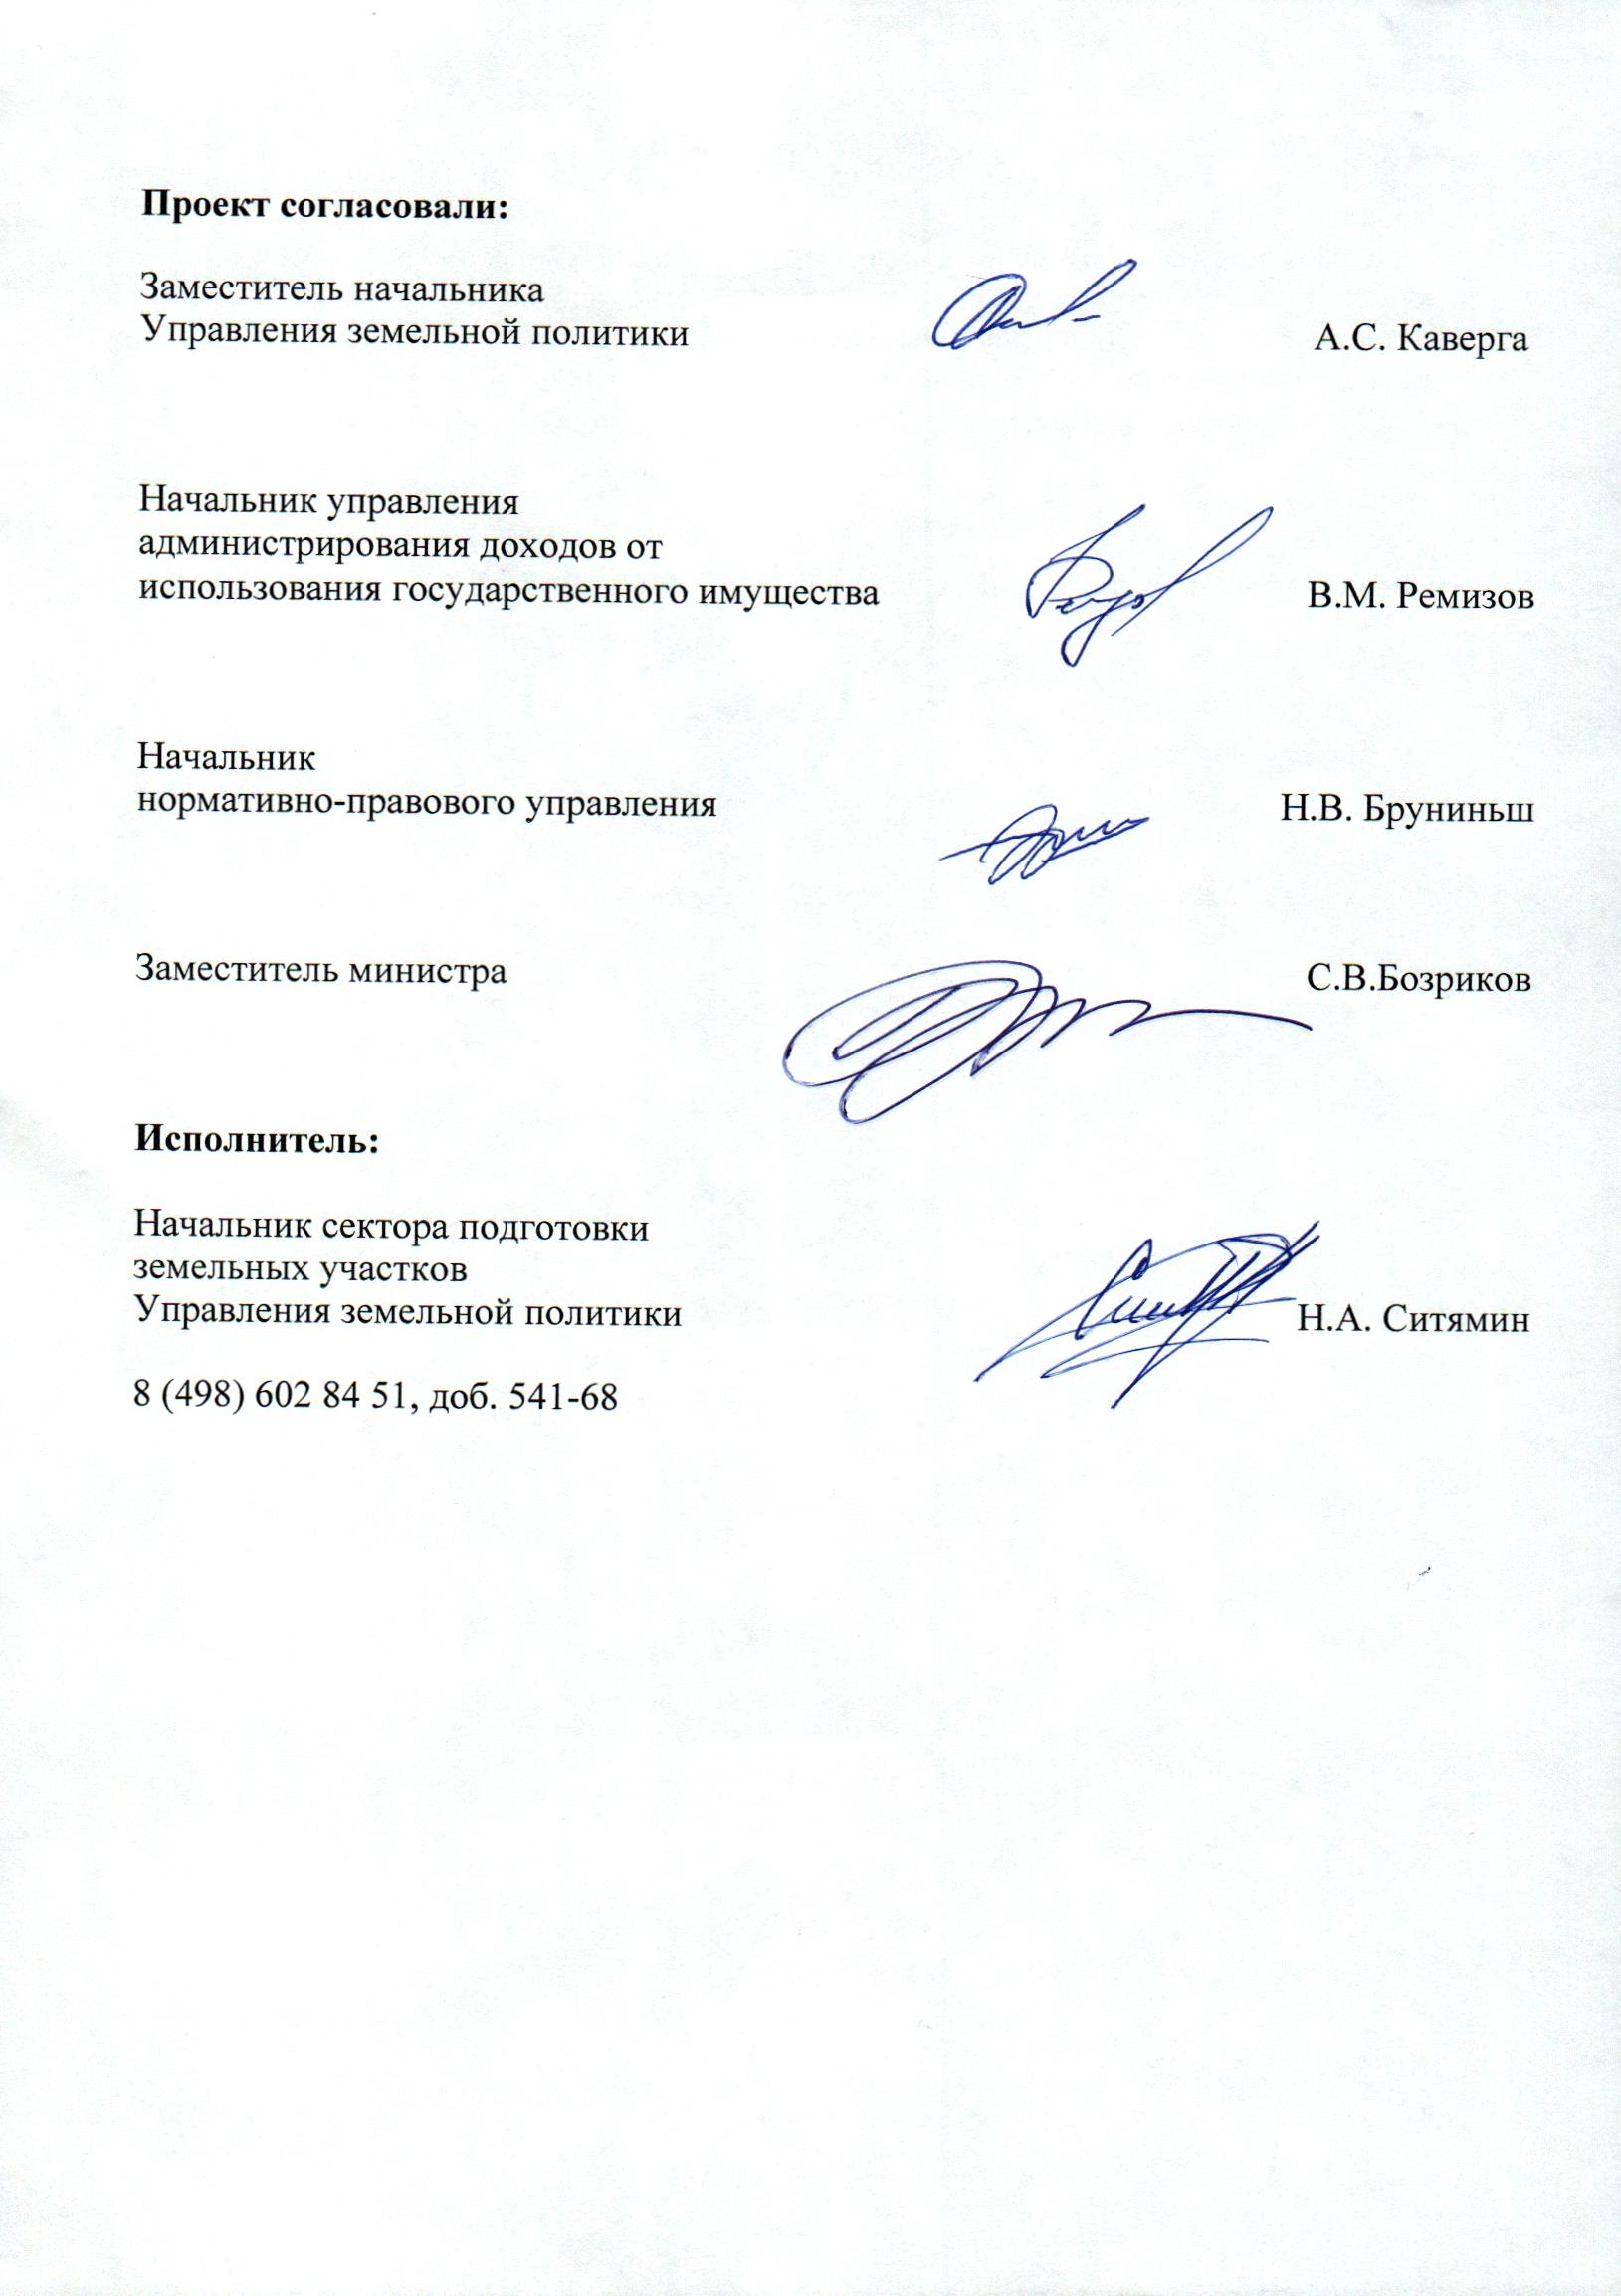 Проект согласовали:
Заместитель начальника
Управления земельной политики
А.С. Каверга
Начальник управления
администрирования доходов от
использования государственного имущества
В.М. Ремизов
Начальник
нормативно-правового управления
Н.В. Бруниньш
Заместитель министра
С.В.Бозриков
Исполнитель:
Начальник сектора подготовки
земельных участков
Управления земельной политики
Н.А. Ситямин
8 (498) 602 84 51, доб. 541-68